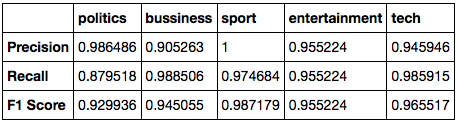 politics bussiness sport entertainment tech
Precision 0.986486 0.905263 1 0.955224 0.945946
Recall 0.879518 0.988506 0.974684 0.955224 0.985915
F1 Score 0.929936 0.945055 0.987179 0.955224 0.965517